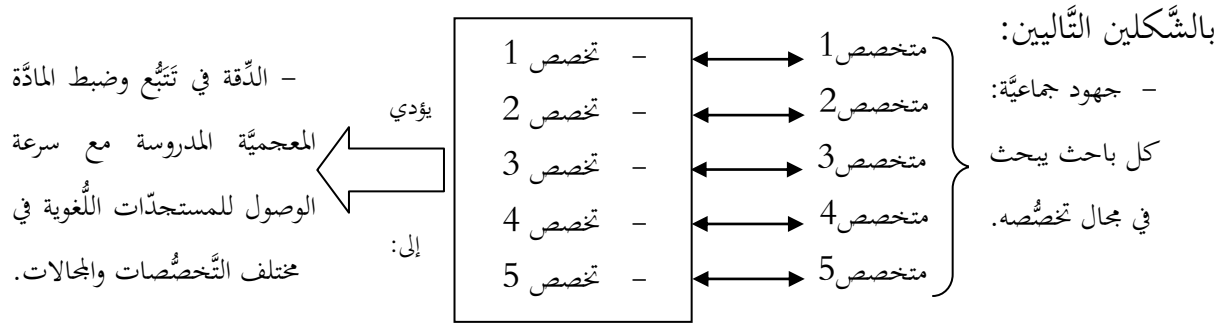 بالشَّكلين التَّاليين:
– جهود جماعيَّة:
كل باحث يبحث
في مجال تخصُّصه.
متخصص1
متخصص2
متخصص3
متخصص4
متخصص5
– تخصص 1
– تخصص 2
– تخصص 3
– تخصص 4
– تخصص 5
يؤدي
إلى:
– الدِّقة في تَتَبُّع وضبط المادَّة
المعجميَّة المدروسة مع سرعة
الوصول للمستجدّات اللُّغوية في
مختلف التَّخصُّصات والمجالات.